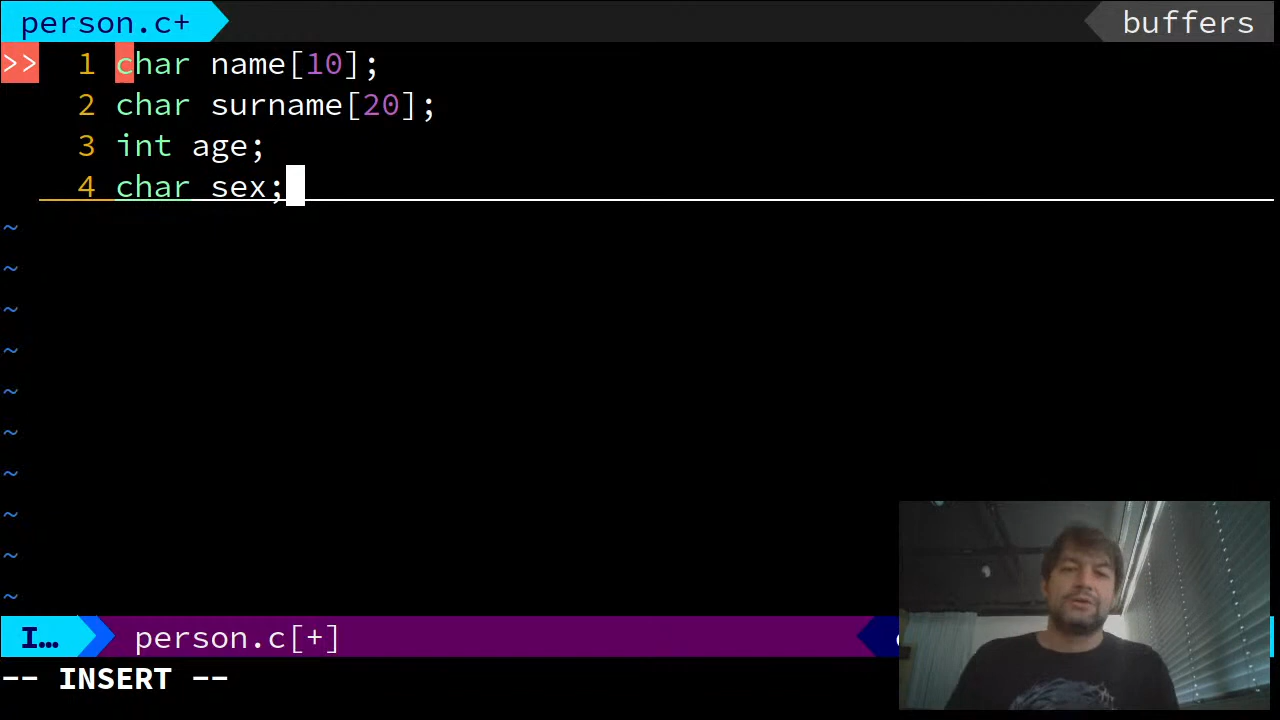 person.c+
buffers
>> 1 char name[10];
2 char surname[20];
3 int age;
4 char sex;
~
~
~
~
~
~
~
~
~
~
I… person.c[+]
-- INSERT --